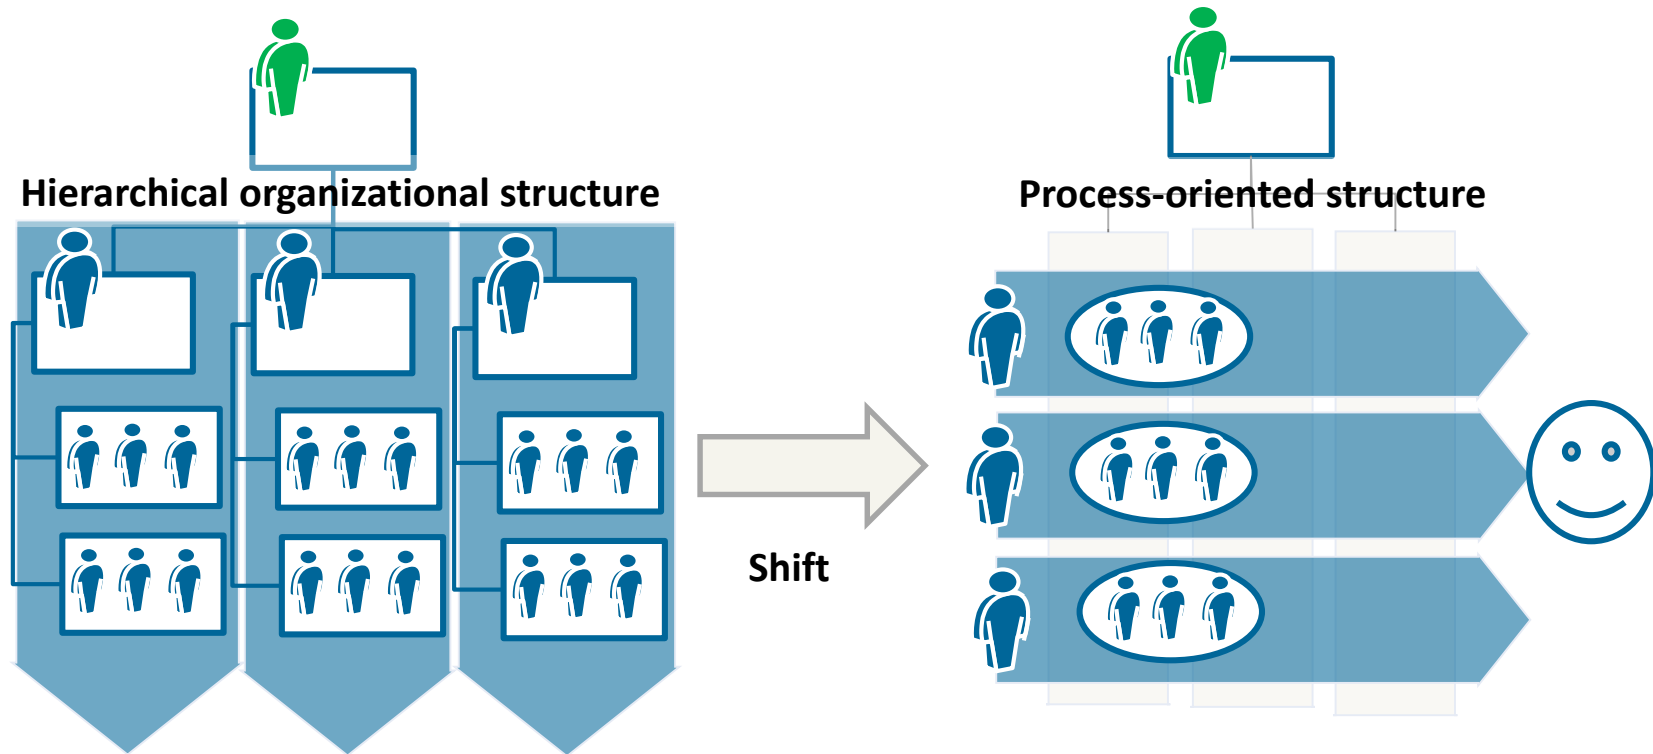 Hierarchical organizational structure
Process-oriented structure
Shift